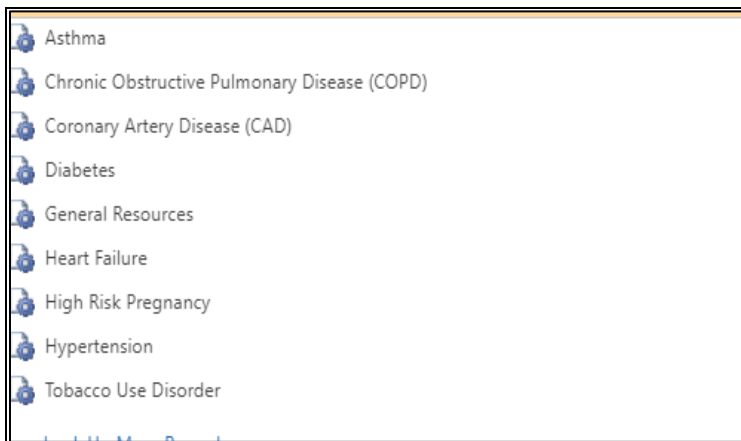 Asthma
Chronic Obstructive Pulmonary Disease (COPD)
Coronary Artery Disease (CAD)
Diabetes
General Resources
Heart Failure
High Risk Pregnancy
Hypertension
Tobacco Use Disorder